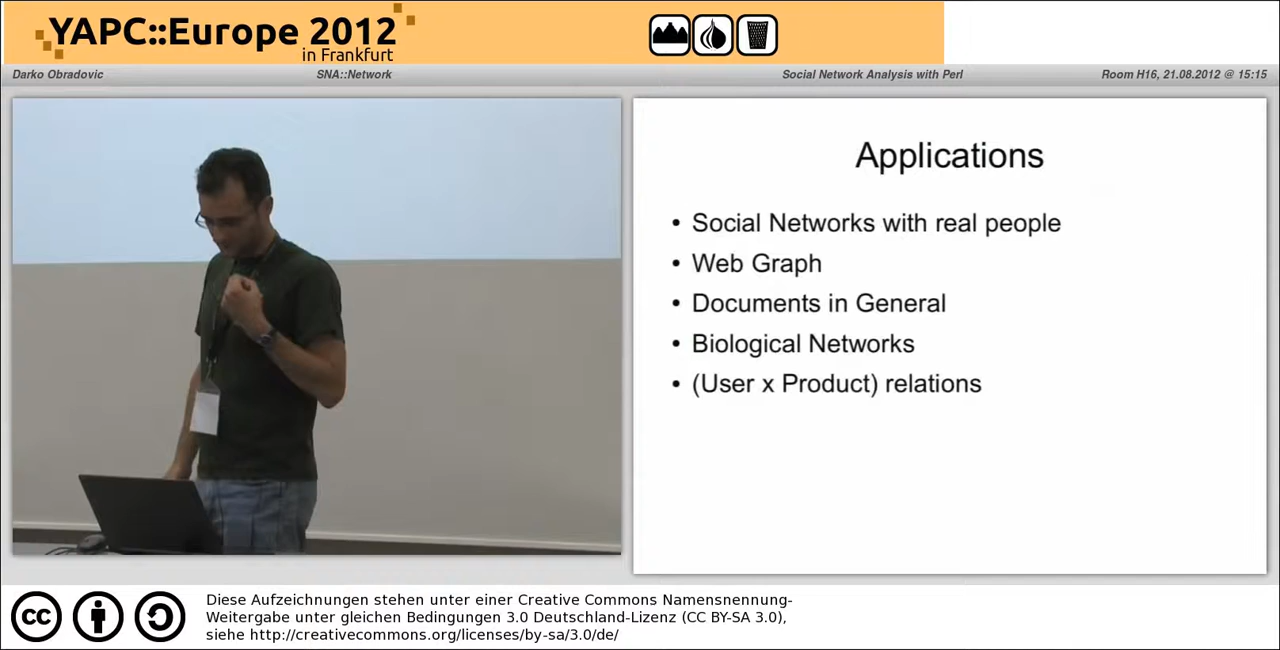 YAPC::Europe 2012
in Frankfurt
Darko Obradovic SNA::Network Social Network Analysis with Perl Room H16, 21.08.2012 @ 15:15
Applications
• Social Networks with real people
• Web Graph
• Documents in General
• Biological Networks
• (User x Product) relations
cc
Diese Aufzeichnungen stehen unter einer Creative Commons Namensnennung-
Weitergabe unter gleichen Bedingungen 3.0 Deutschland-Lizenz (CC BY-SA 3.0),
siehe http://creativecommons.org/licenses/by-sa/3.0/de/